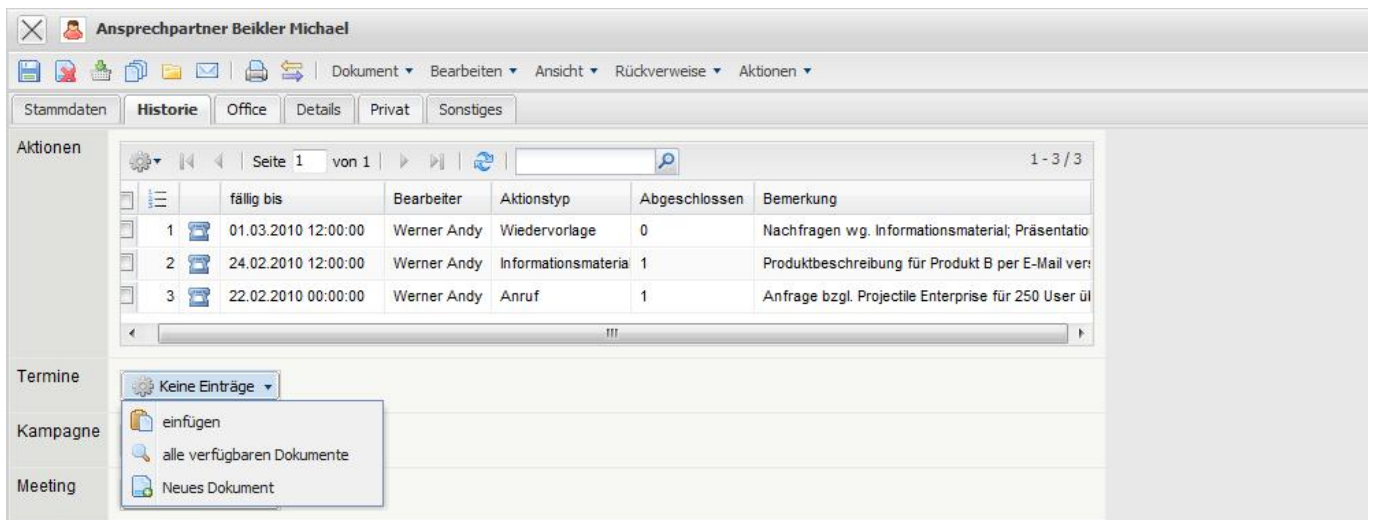 Ansprechpartner Beikler Michael
Dokument Bearbeiten Ansicht Rückverweise Aktionen
Stammdaten Historie Office Details Privat Sonstiges
Aktionen
Seite 1 von 1 1 - 3 / 3
fällig bis Bearbeiter Aktionstyp Abgeschlossen Bemerkung
1 01.03.2010 12:00:00 Werner Andy Wiedervorlage 0 Nachfragen wg. Informationsmaterial; Präsentatio
2 24.02.2010 12:00:00 Werner Andy Informationsmaterial 1 Produktbeschreibung für Produkt B per E-Mail vers
3 22.02.2010 00:00:00 Werner Andy Anruf 1 Anfrage bzgl. Projectile Enterprise für 250 User ül
Termine Keine Einträge
einfügen
Kampagne
alle verfügbaren Dokumente
Meeting Neues Dokument